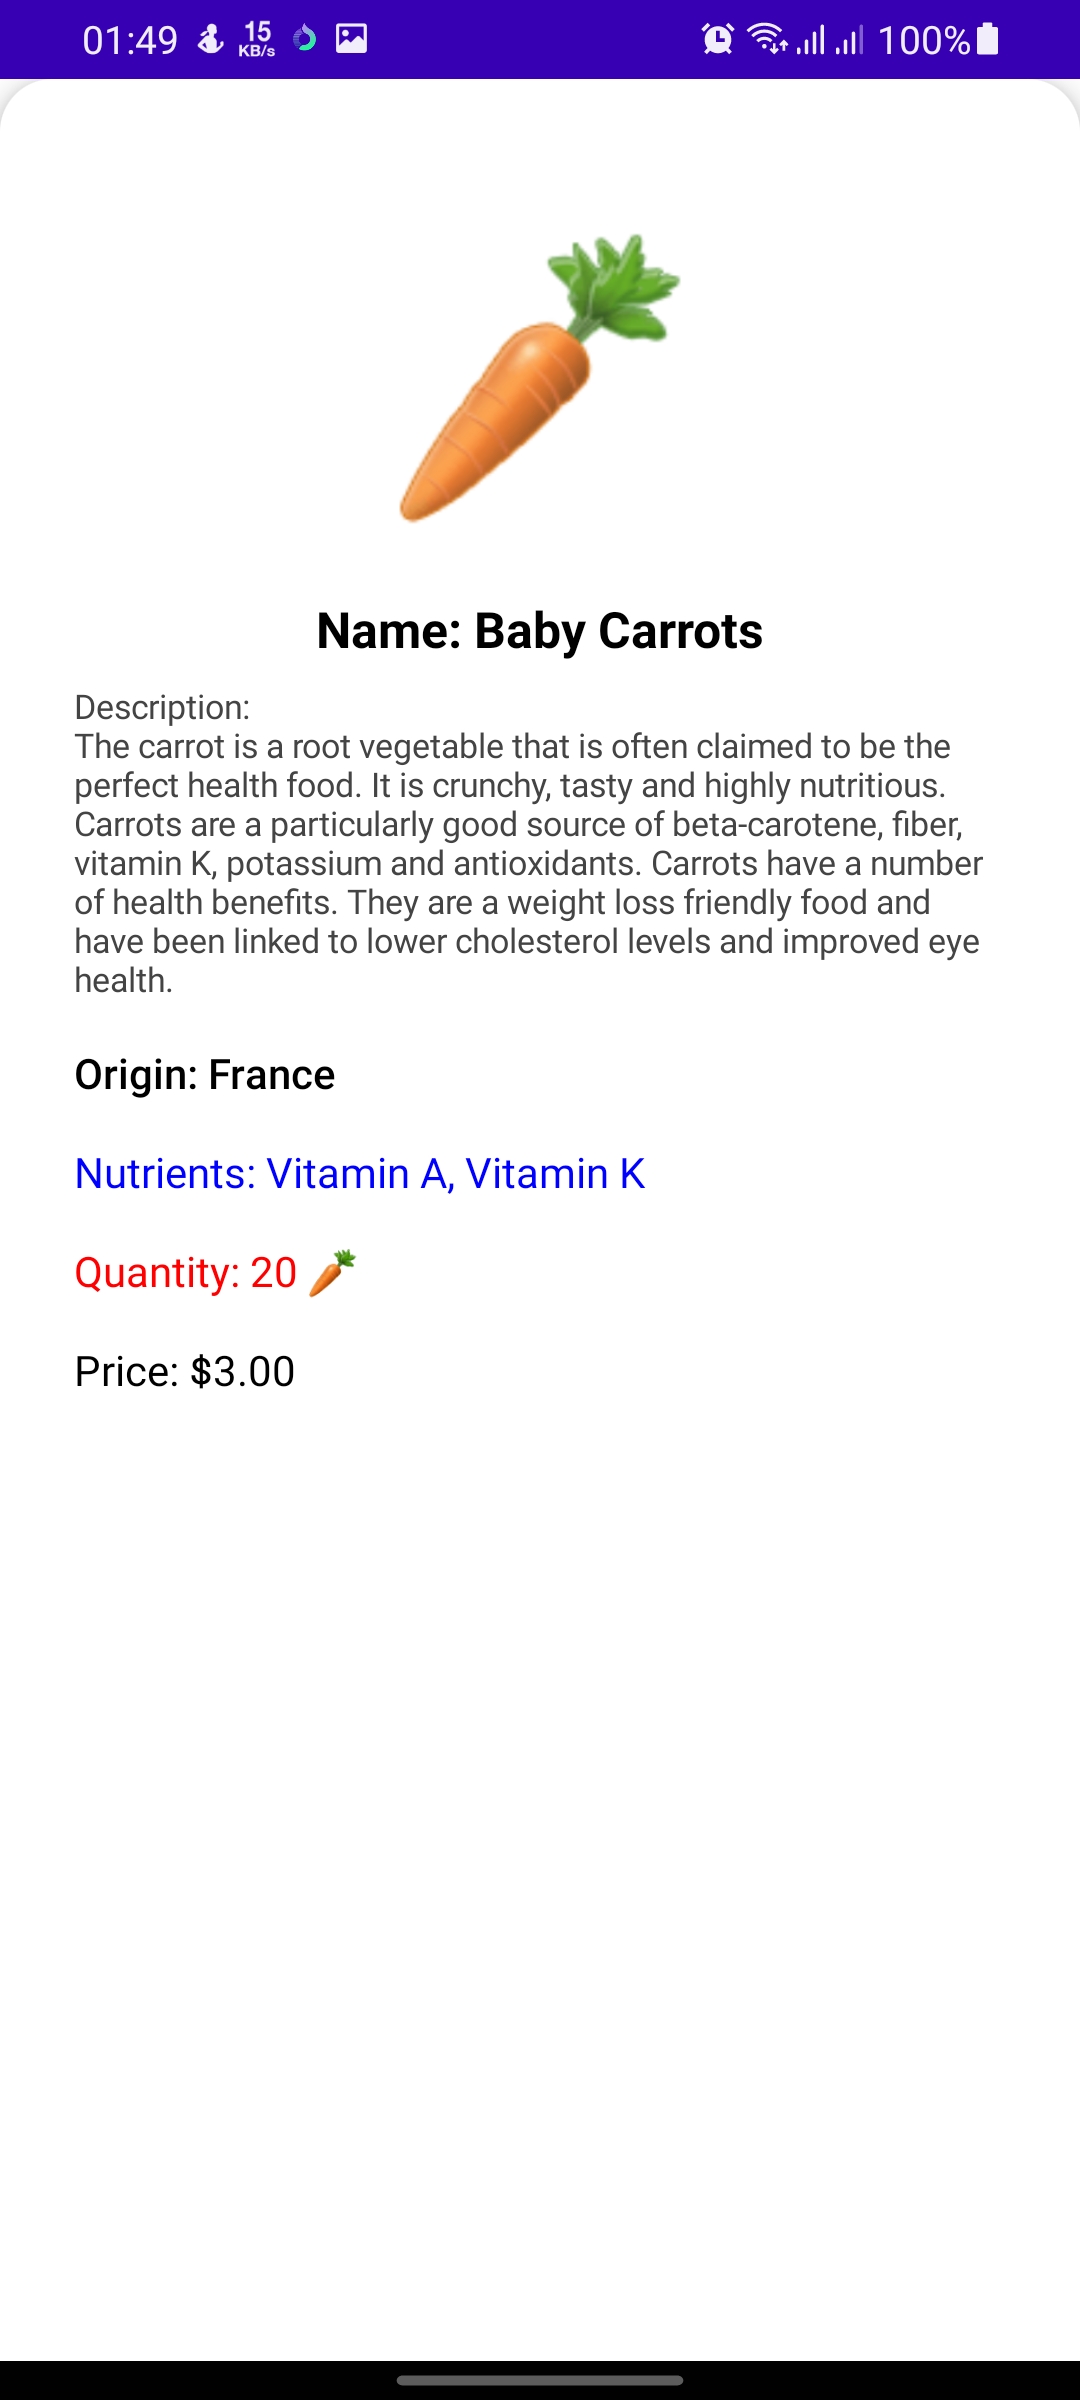 01:49 15 KB/s 100%
Name: Baby Carrots
Description:
The carrot is a root vegetable that is often claimed to be the
perfect health food. It is crunchy, tasty and highly nutritious.
Carrots are a particularly good source of beta-carotene, fiber,
vitamin K, potassium and antioxidants. Carrots have a number
of health benefits. They are a weight loss friendly food and
have been linked to lower cholesterol levels and improved eye
health.
Origin: France
Nutrients: Vitamin A, Vitamin K
Quantity: 20 🥕
Price: $3.00